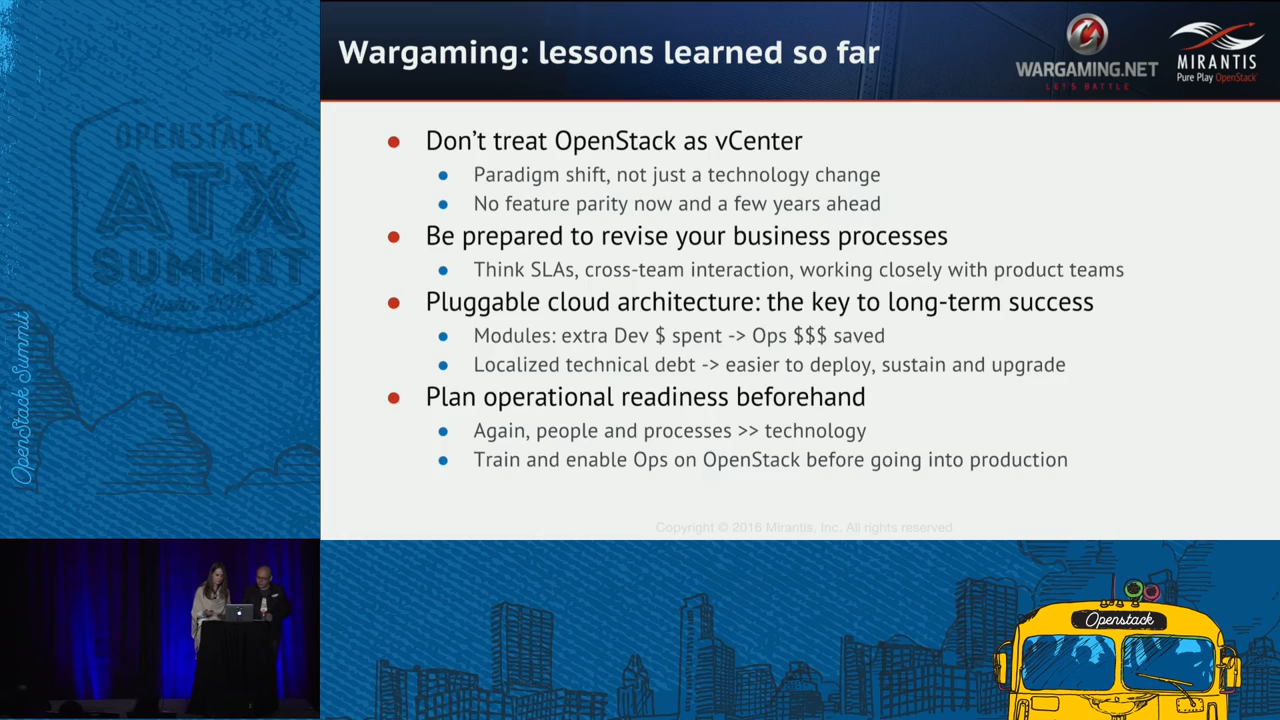 Wargaming: lessons learned so far
WARGAMING.NET
LET'S BATTLE
MIRANTIS
Pure Play OpenStack
Don't treat OpenStack as vCenter
Paradigm shift, not just a technology change
No feature parity now and a few years ahead
Be prepared to revise your business processes
Think SLAs, cross-team interaction, working closely with product teams
Pluggable cloud architecture: the key to long-term success
Modules: extra Dev $ spent -> Ops $$$ saved
Localized technical debt -> easier to deploy, sustain and upgrade
Plan operational readiness beforehand
Again, people and processes >> technology
Train and enable Ops on OpenStack before going into production
Copyright © 2016 Mirantis, Inc. All rights reserved
OPENSTACK
ATX
SUMMIT
Austin 2016
OpenStack Summit
Openstack